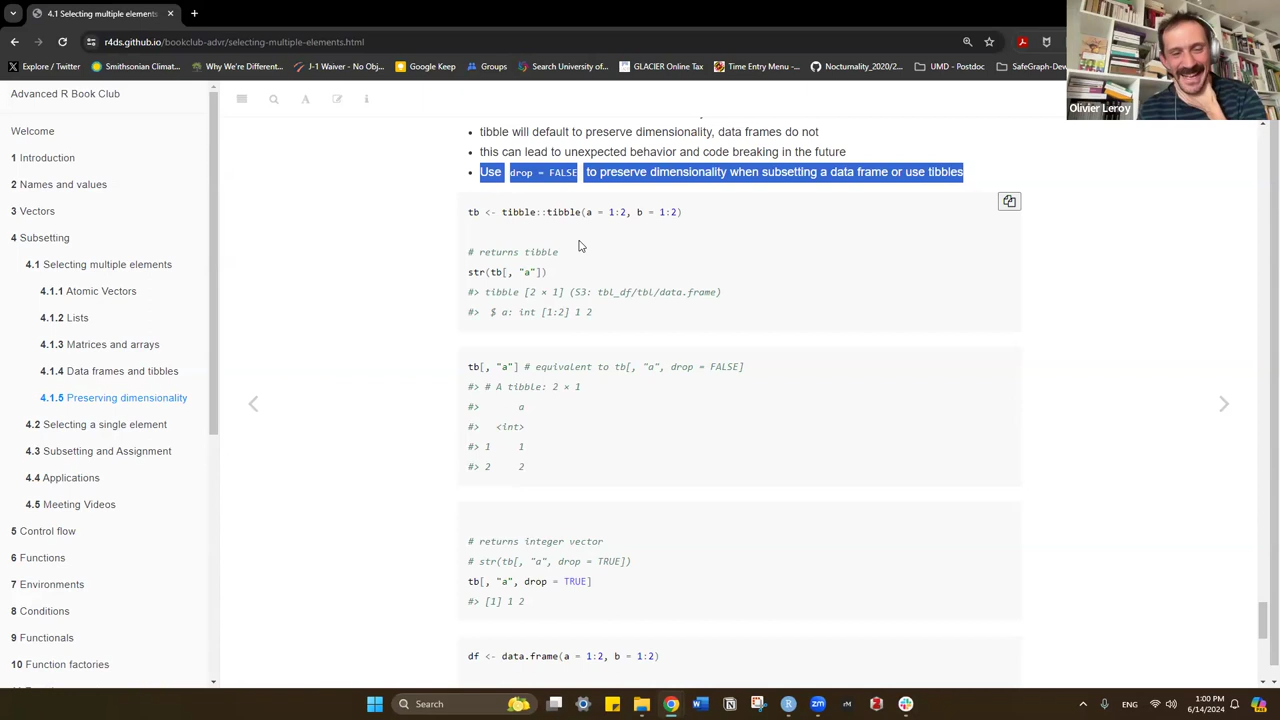 4.1 Selecting multiple elements
r4ds.github.io/bookclub-advr/selecting-multiple-elements.html
Explore / Twitter
Smithsonian Climat...
Why We're Different...
J-1 Waiver - No Obj...
Google Keep
Search University of...
GLACIER Online Tax
Time Entry Menu -...
Nocturnality_2020/2...
UMD - Postdoc
Olivier Leroy
Advanced R Book Club
Welcome
1 Introduction
2 Names and values
3 Vectors
4 Subsetting
4.1 Selecting multiple elements
4.1.1 Atomic Vectors
4.1.2 Lists
4.1.3 Matrices and arrays
4.1.4 Data frames and tibbles
4.1.5 Preserving dimensionality
4.2 Selecting a single element
4.3 Subsetting and Assignment
4.4 Applications
4.5 Meeting Videos
5 Control flow
6 Functions
7 Environments
8 Conditions
9 Functionals
10 Function factories
tibble will default to preserve dimensionality, data frames do not
this can lead to unexpected behavior and code breaking in the future
Use drop = FALSE to preserve dimensionality when subsetting a data frame or use tibbles
tb <- tibble::tibble(a = 1:2, b = 1:2)
# returns tibble
str(tb[, "a"])
#> tibble [2 × 1] (S3: tbl_df/tbl/data.frame)
#>  $ a: int [1:2] 1 2
tb[, "a"] # equivalent to tb[, "a", drop = FALSE]
#> # A tibble: 2 × 1
#>       a
#>   <int>
#> 1     1
#> 2     2
# returns integer vector
# str(tb[, "a", drop = TRUE])
tb[, "a", drop = TRUE]
#> [1] 1 2
df <- data.frame(a = 1:2, b = 1:2)
Search
1:00 PM
6/14/2024